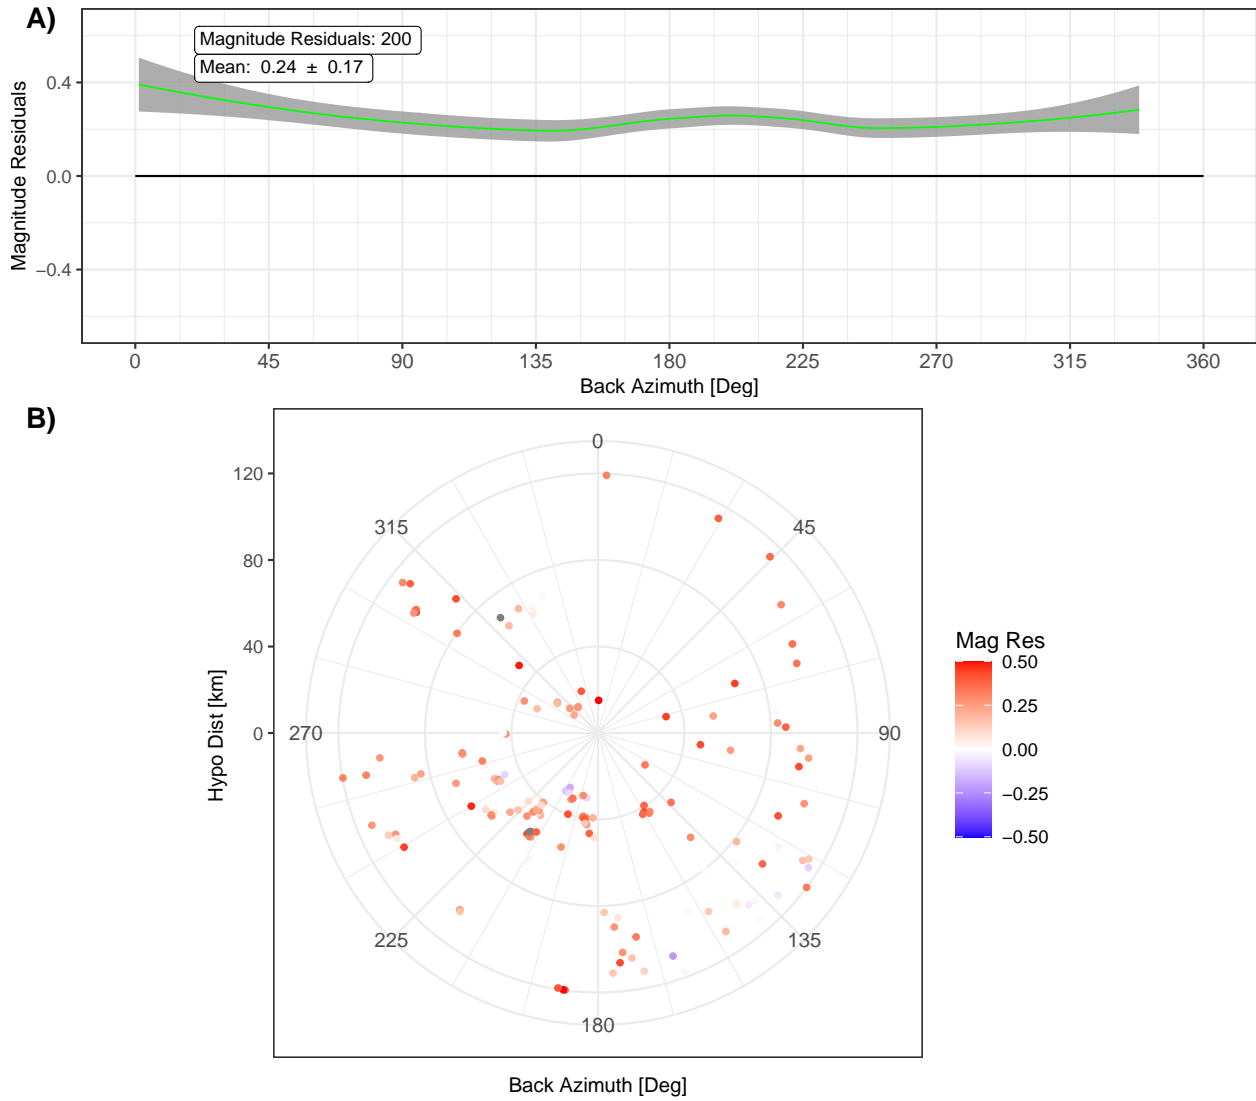 A)
Magnitude Residuals: 200
Mean:  0.24  ±  0.17
Magnitude Residuals
0.4
0.0
−0.4
0 45 90 135 180 225 270 315 360
Back Azimuth [Deg]
B)
Hypo Dist [km]
120
80
40
0
0
45
90
135
180
225
270
315
Back Azimuth [Deg]
Mag Res
0.50
0.25
0.00
−0.25
−0.50